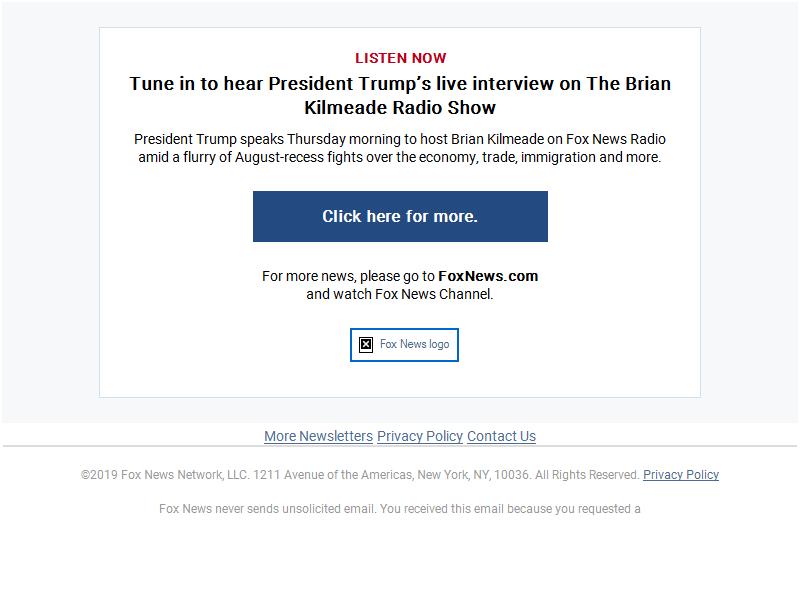 LISTEN NOW
Tune in to hear President Trump’s live interview on The Brian
Kilmeade Radio Show
President Trump speaks Thursday morning to host Brian Kilmeade on Fox News Radio
amid a flurry of August-recess fights over the economy, trade, immigration and more.
Click here for more.
For more news, please go to FoxNews.com
and watch Fox News Channel.
Fox News logo
More Newsletters Privacy Policy Contact Us
©2019 Fox News Network, LLC. 1211 Avenue of the Americas, New York, NY, 10036. All Rights Reserved. Privacy Policy
Fox News never sends unsolicited email. You received this email because you requested a